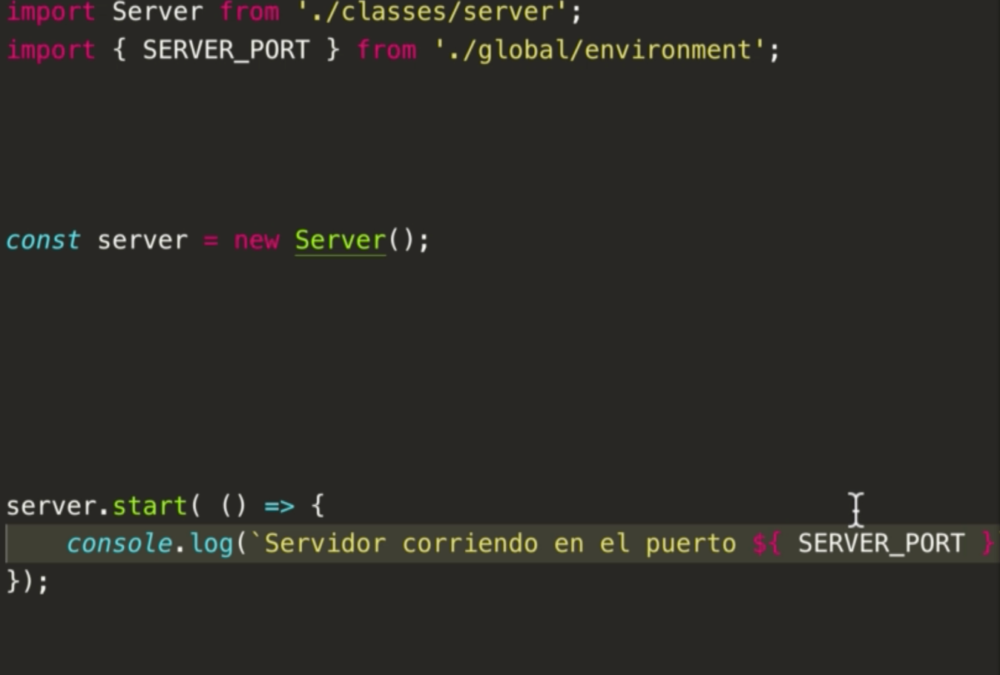 import Server from './classes/server';
import { SERVER_PORT } from './global/environment';
const server = new Server();
server.start( () => {
console.log(`Servidor corriendo en el puerto ${ SERVER_PORT }
});